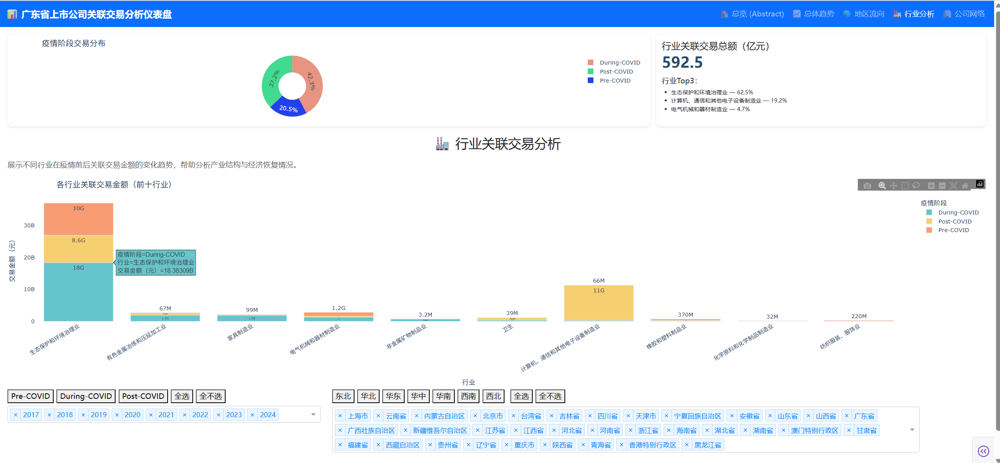 广东省上市公司关联交易分析仪表盘
总览 (Abstract) 总体趋势 地区流向 行业分析 公司网络
疫情阶段交易分布
42.3%
37.2%
20.5%
During-COVID
Post-COVID
Pre-COVID
行业关联交易总额（亿元）
592.5
行业Top3：
• 生态保护和环境治理业 — 62.5%
• 计算机、通信和其他电子设备制造业 — 19.2%
• 电气机械和器材制造业 — 4.7%
行业关联交易分析
展示不同行业在疫情前后关联交易金额的变化趋势，帮助分析产业结构与经济恢复情况。
各行业关联交易金额（前十行业）
疫情阶段
During-COVID
Post-COVID
Pre-COVID
交易金额（元）
30B
20B
10B
0
10G
8.6G
18G
疫情阶段=During-COVID
行业=生态保护和环境治理业
交易金额（元）=18.38309B
67M
730M
1.9G
99M
1.9G
1.2G
3.2M
730M
39M
790M
66M
11G
370M
32M
220M
生态保护和环境治理业
有色金属冶炼和压延加工业
家具制造业
电气机械和器材制造业
非金属矿物制品业
卫生
计算机、通信和其他电子设备制造业
橡胶和塑料制品业
化学原料和化学制品制造业
纺织服装、服饰业
行业
Pre-COVID During-COVID Post-COVID 全选 全不选
× 2017 × 2018 × 2019 × 2020 × 2021 × 2022 × 2023 × 2024
东北 华北 华东 华中 华南 西南 西北 全选 全不选
× 上海市 × 云南省 × 内蒙古自治区 × 北京市 × 台湾省 × 吉林省 × 四川省 × 天津市 × 宁夏回族自治区 × 安徽省 × 山东省 × 山西省 × 广东省
× 广西壮族自治区 × 新疆维吾尔自治区 × 江苏省 × 江西省 × 河北省 × 河南省 × 浙江省 × 海南省 × 湖北省 × 湖南省 × 澳门特别行政区 × 甘肃省
× 福建省 × 西藏自治区 × 贵州省 × 辽宁省 × 重庆市 × 陕西省 × 青海省 × 香港特别行政区 × 黑龙江省